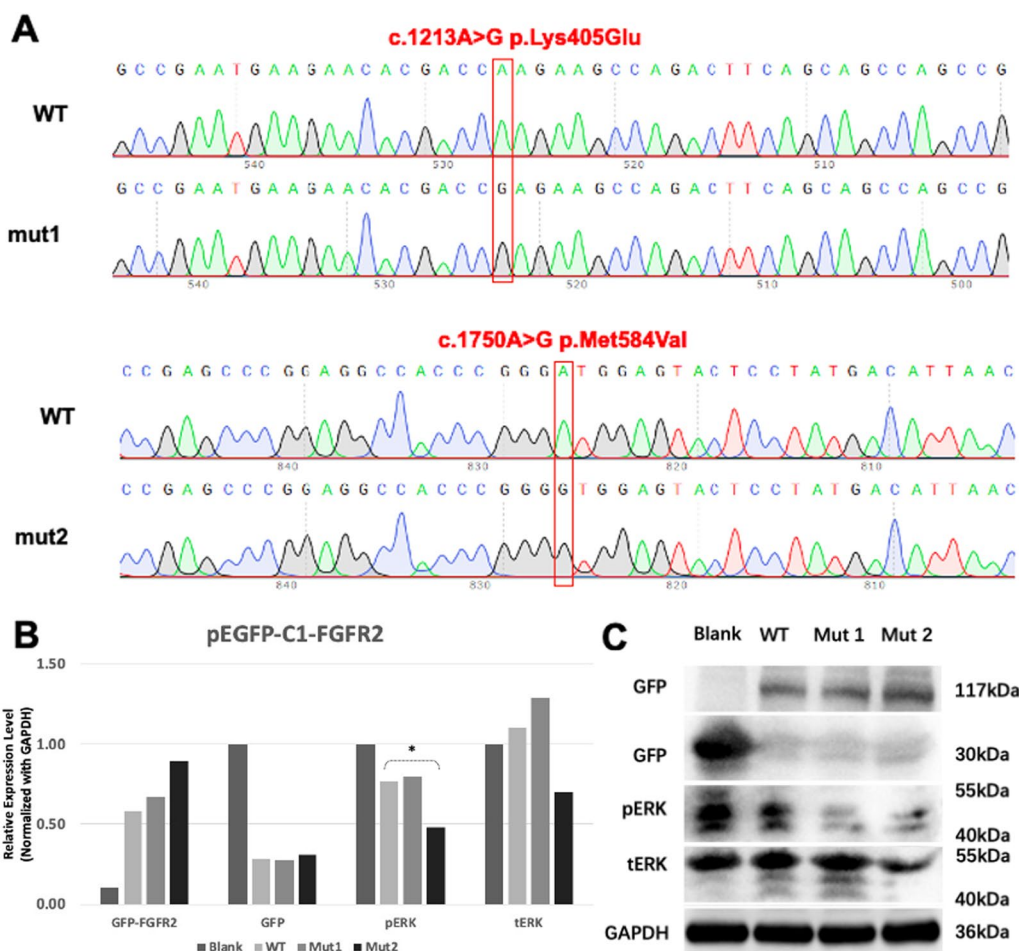 A
c.1213A>G p.Lys405Glu
G C C G A A T G A A G A A C A C G A C C A A G A A G C C A G A C T T C A G C A G C C A G C C G
WT
540 530 520 510
G C C G A A T G A A G A A C A C G A C C G A G A A G C C A G A C T T C A G C A G C C A G C C G
mut1
540 530 520 510 500
c.1750A>G p.Met584Val
C C G A G C C C G G A G G C C A C C C G G G A T G G A G T A C T C C T A T G A C A T T A A C
WT
840 830 820 810
C C G A G C C C G G A G G C C A C C C G G G G T G G A G T A C T C C T A T G A C A T T A A C
mut2
840 830 820 810
B
pEGFP-C1-FGFR2
Relative Expression Level
(Normalized with GAPDH)
1.50
1.00
0.50
0.00
*
GFP-FGFR2 GFP pERK tERK
Blank WT Mut1 Mut2
C
Blank WT Mut 1 Mut 2
GFP 117kDa
GFP 30kDa
55kDa
pERK
40kDa
55kDa
tERK
40kDa
GAPDH 36kDa